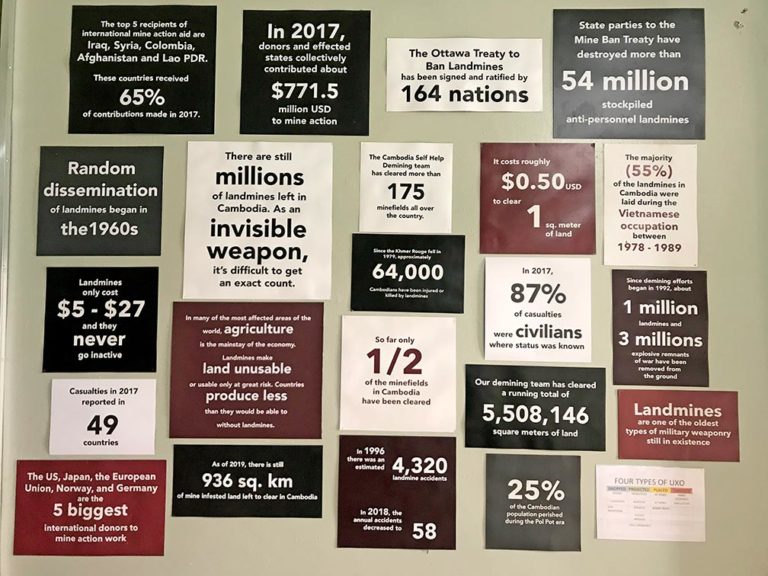 The top 5 recipients of
international mine action aid are
Iraq, Syria, Colombia,
Afghanistan and Lao PDR.
These countries received
65%
of contributions made in 2017.
In 2017,
donors and effected
states collectively
contributed about
$771.5
million USD
to mine action
The Ottawa Treaty to
Ban Landmines
has been signed and ratified by
164 nations
State parties to the
Mine Ban Treaty have
destroyed more than
54 million
stockpiled
anti-personnel landmines
Random
dissemination
of landmines began in
the1960s
There are still
millions
of landmines left in
Cambodia. As an
invisible
weapon,
it's difficult to get
an exact count.
The Cambodia Self Help
Demining team
has cleared more than
175
minefields all over
the country.
It costs roughly
$0.50 USD
to clear
1 sq. meter
of land
The majority
(55%)
of the landmines in
Cambodia were
laid during the
Vietnamese
occupation
between
1978 - 1989
Landmines
only cost
$5 - $27
and they
never
go inactive
In many of the most affected areas of the
world, agriculture
is the mainstay of the economy.
Landmines make
land unusable
or usable only at great risk. Countries
produce less
than they would be able to
without landmines.
Since the Khmer Rouge fell in
1979, approximately
64,000
Cambodians have been injured or
killed by landmines
In 2017,
87%
of casualties
were civilians
where status was known
Since demining efforts
began in 1992, about
1 million
landmines and
3 millions
explosive remnants
of war have been
removed from
the ground
So far only
1/2
of the minefields
in Cambodia
have been cleared
Casualties in 2017
reported in
49
countries
Our demining team has cleared
a running total of
5,508,146
square meters of land
Landmines
are one of the oldest
types of military weaponry
still in existence
The US, Japan, the European
Union, Norway, and Germany
are the
5 biggest
international donors to
mine action work
As of 2019, there is still
936 sq. km
of mine infested land left to clear in Cambodia
In 1996
there was an
estimated 4,320
landmine accidents
In 2018, the
annual accidents
decreased to 58
25%
of the Cambodian
population perished
during the Pol Pot era
FOUR TYPES OF UXO